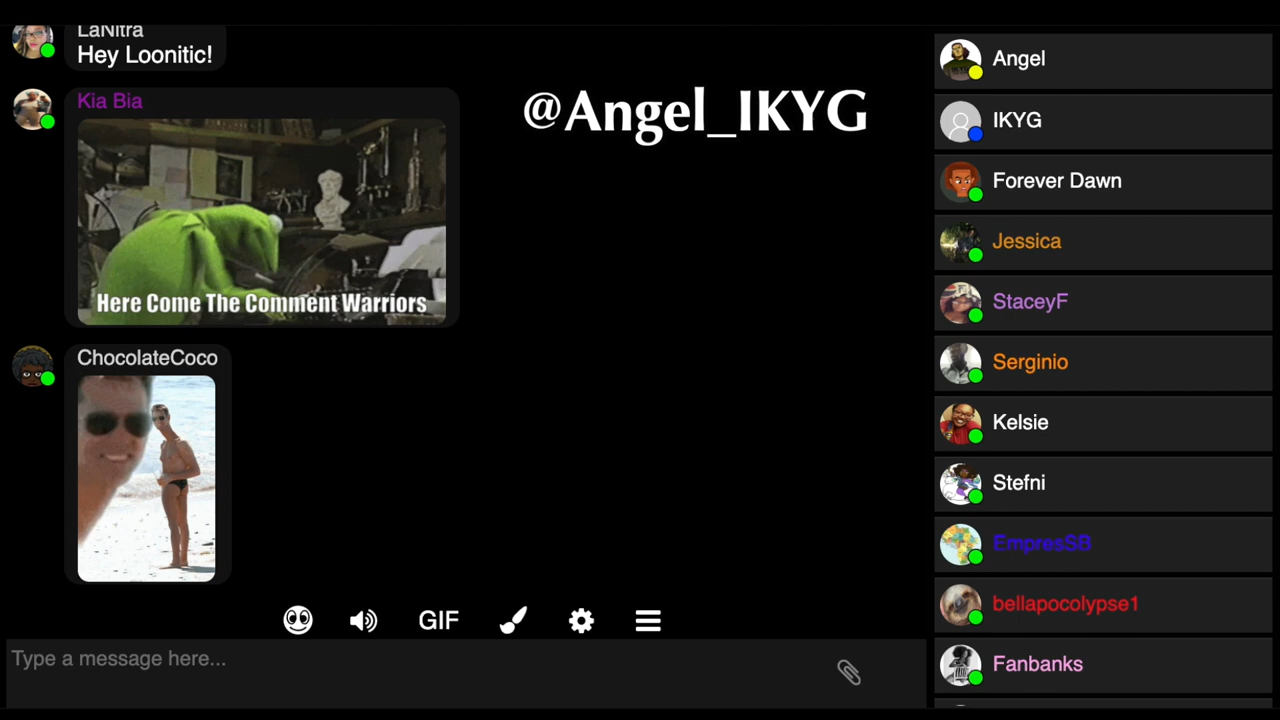 LaNitra
Hey Loonitic!
Kia Bia
Here Come The Comment Warriors
ChocolateCoco
@Angel_IKYG
GIF
Type a message here...
Angel
IKYG
Forever Dawn
Jessica
StaceyF
Serginio
Kelsie
Stefni
EmpresSB
bellapocolypse1
Fanbanks